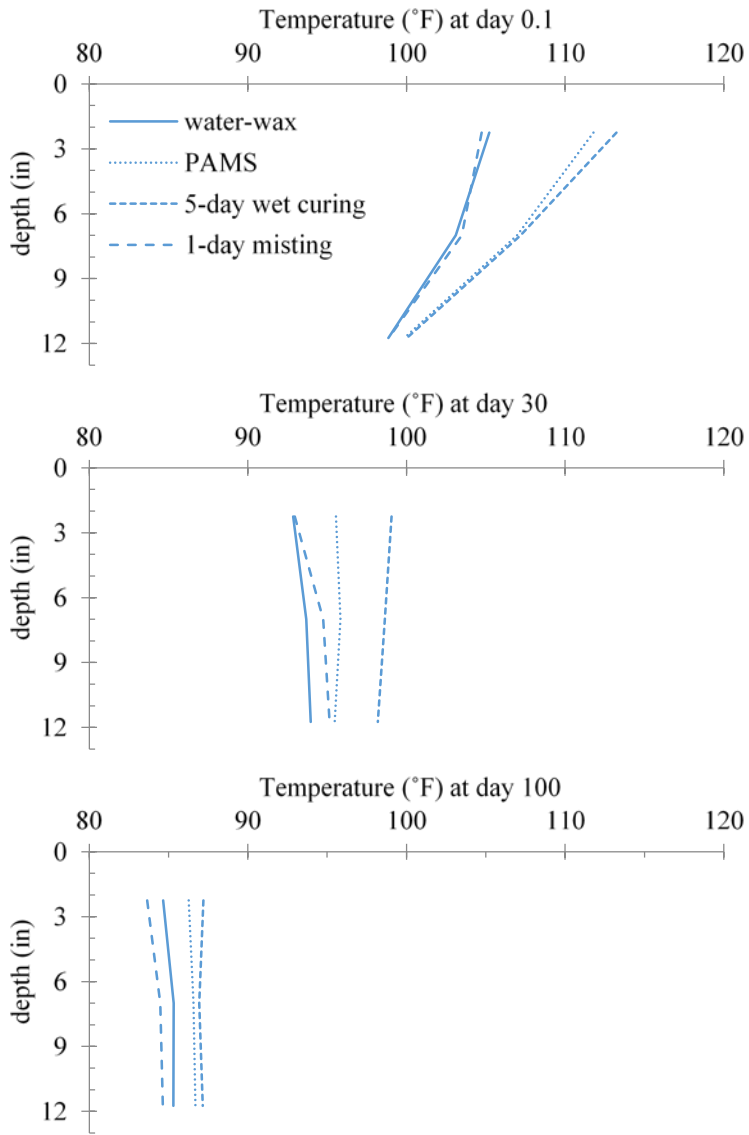 Temperature (˚F) at day 0.1
80 90 100 110 120
0
water-wax
3
PAMS
5-day wet curing
6
1-day misting
9
12
depth (in)
Temperature (˚F) at day 30
80 90 100 110 120
0
3
6
9
12
depth (in)
Temperature (˚F) at day 100
80 90 100 110 120
0
3
6
9
12
depth (in)